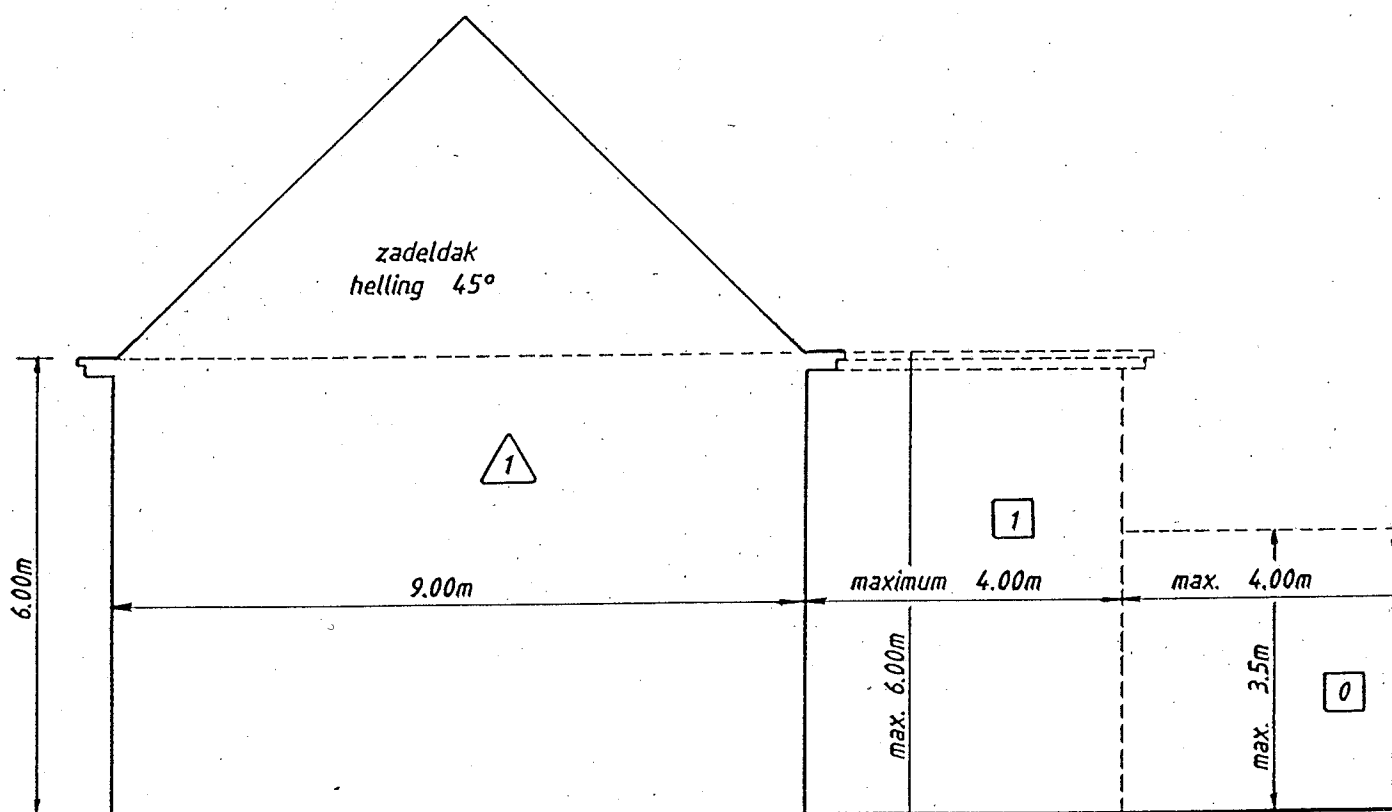 zadeldak
helling 45°
1
1
6.00m
9.00m
maximum 4.00m
max. 4.00m
max. 6.00m
max. 3.5m
0